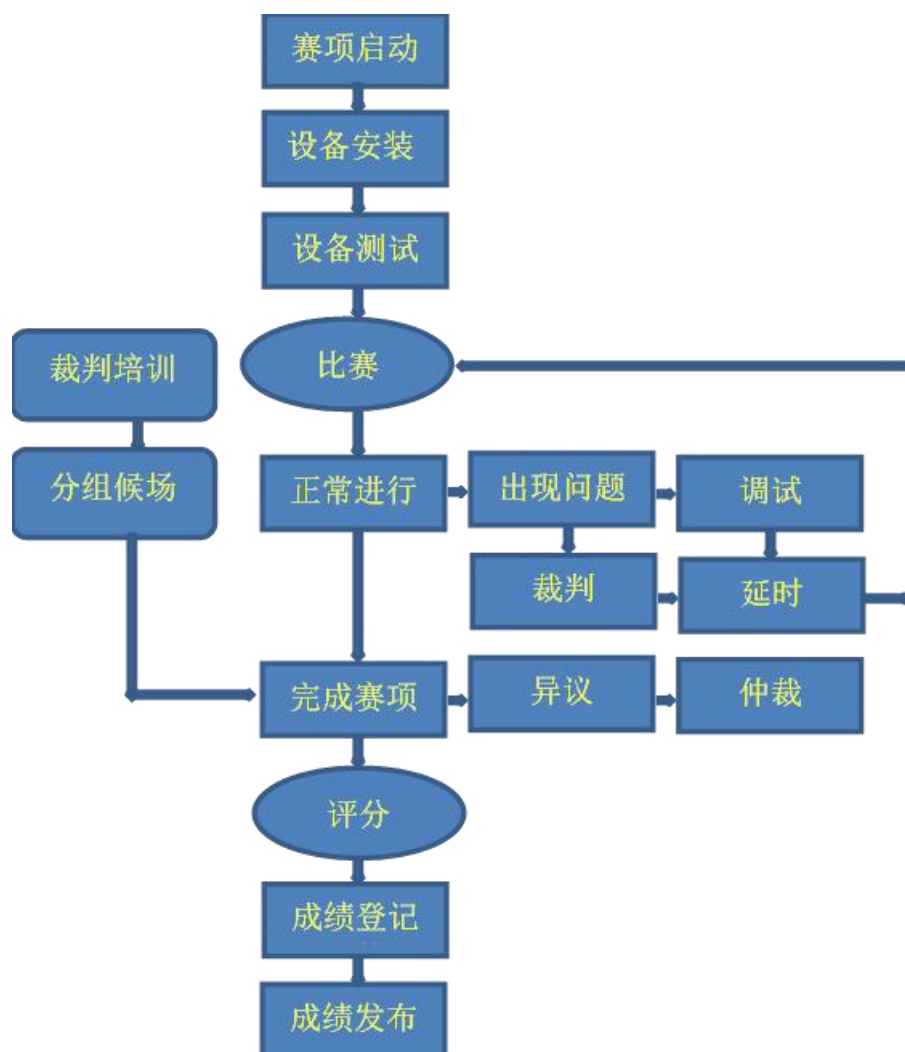 赛项启动
设备安装
设备测试
比赛
裁判培训
分组候场
正常进行
出现问题
调试
裁判
延时
完成赛项
异议
仲裁
评分
成绩登记
成绩发布